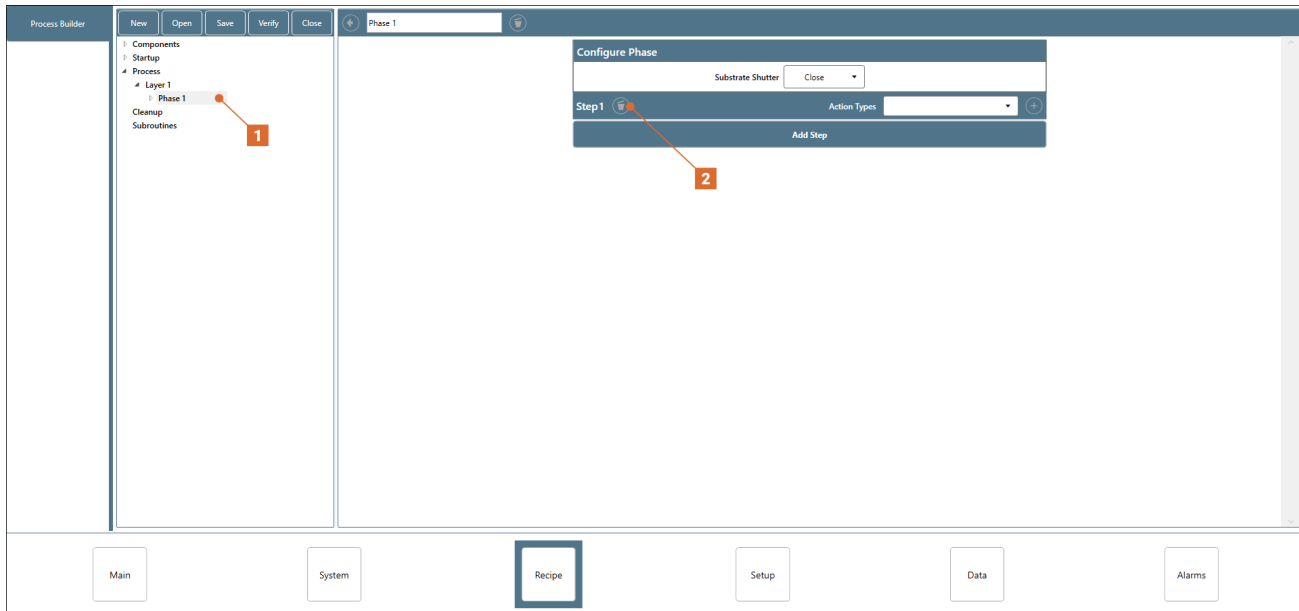 Process Builder
New Open Save Verify Close
Phase 1
Components
Startup
Process
Layer 1
Phase 1
Cleanup
Subroutines
1
Configure Phase
Substrate Shutter Close
Step1 Action Types
Add Step
2
Main System Recipe Setup Data Alarms